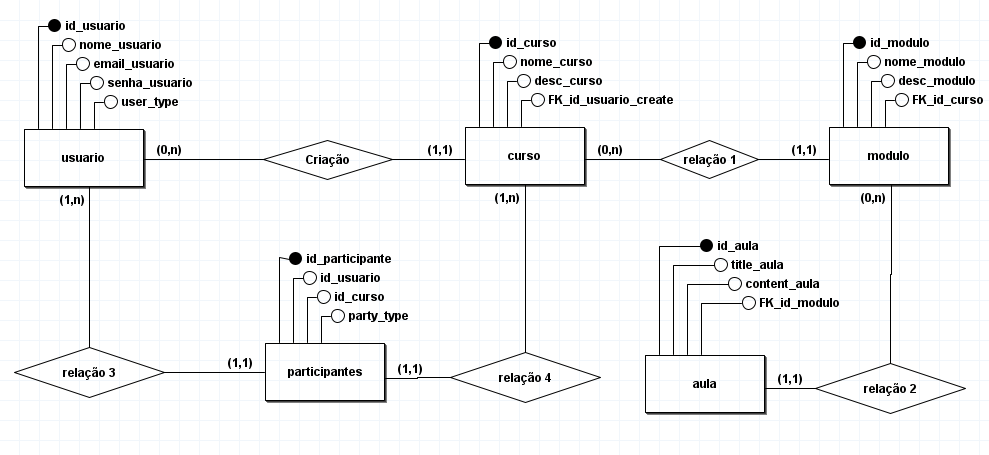 id_usuario
nome_usuario
email_usuario
senha_usuario
user_type
usuario
(0,n)
Criação
(1,1)
id_curso
nome_curso
desc_curso
FK_id_usuario_create
curso
(0,n)
relação 1
(1,1)
id_modulo
nome_modulo
desc_modulo
FK_id_curso
modulo
(1,n)
(1,n)
(0,n)
id_participante
id_usuario
id_curso
party_type
participantes
relação 3
(1,1)
(1,1)
relação 4
id_aula
title_aula
content_aula
FK_id_modulo
aula
(1,1)
relação 2